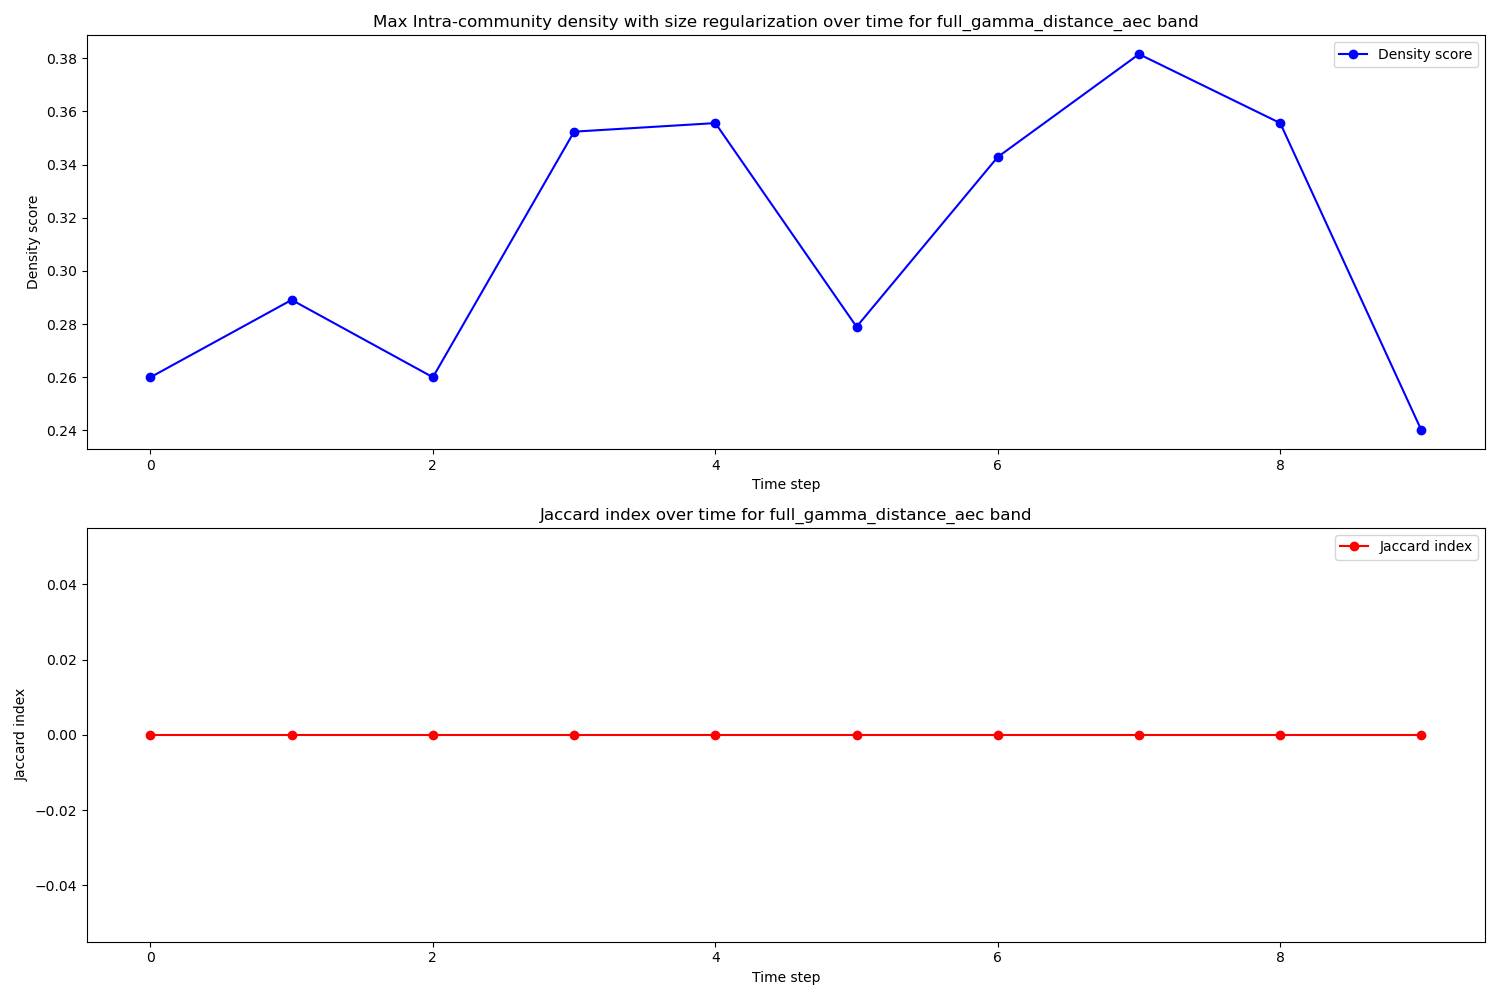 Max Intra-community density with size regularization over time for full_gamma_distance_aec band
Density score
0.38
0.36
0.34
0.32
0.30
0.28
0.26
0.24
Density score
0 2 4 6 8
Time step
Jaccard index over time for full_gamma_distance_aec band
Jaccard index
0.04
0.02
0.00
−0.02
−0.04
Jaccard index
0 2 4 6 8
Time step